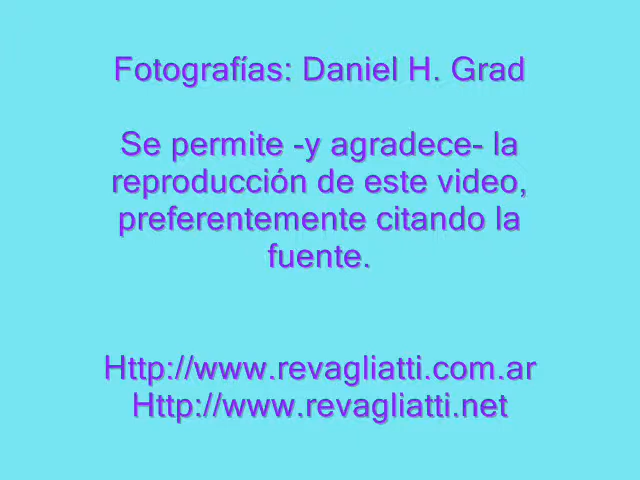 Fotografías: Daniel H. Grad
Se permite -y agradece- la
reproducción de este video,
preferentemente citando la
fuente.
Http://www.revagliatti.com.ar
Http://www.revagliatti.net